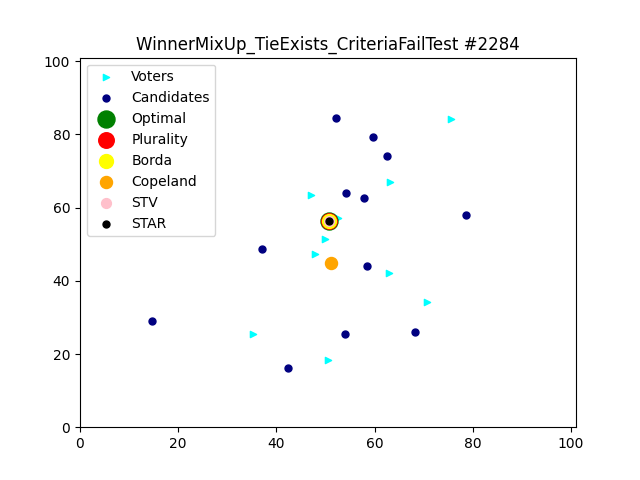 WinnerMixUp_TieExists_CriteriaFailTest #2284
Voters
Candidates
Optimal
Plurality
Borda
Copeland
STV
STAR
100
80
60
40
20
0
0 20 40 60 80 100